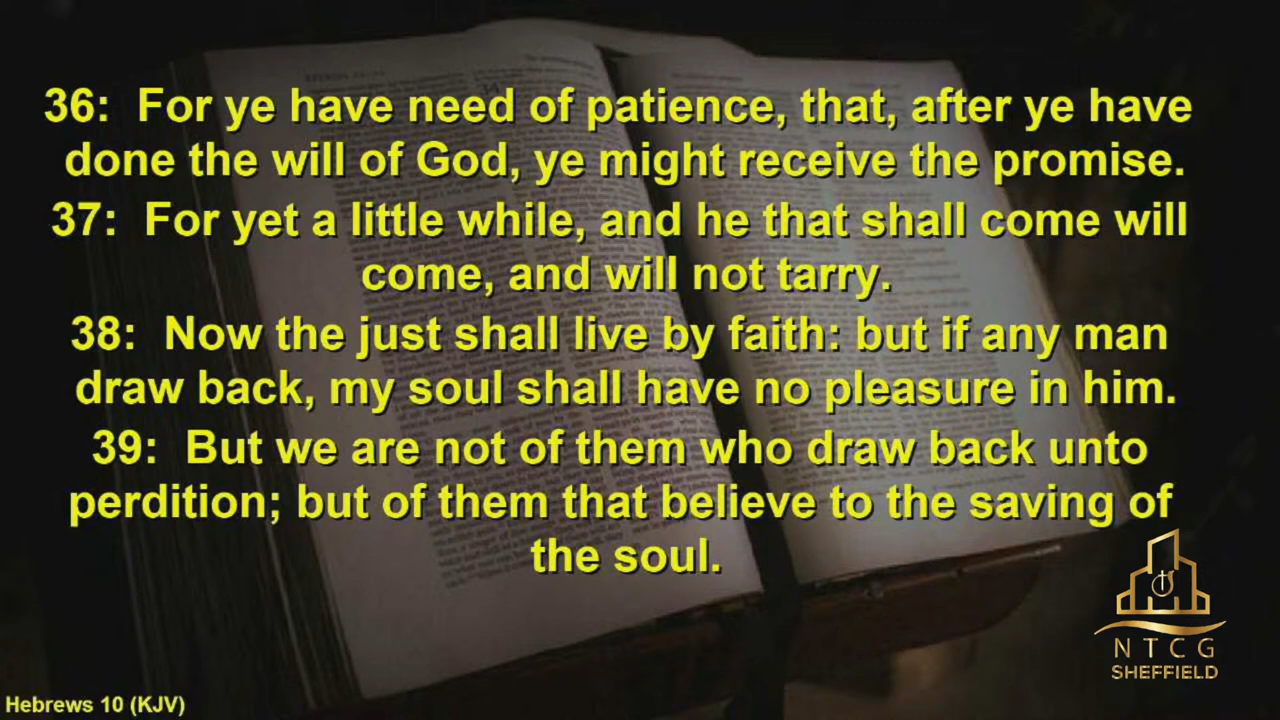 36: For ye have need of patience, that, after ye have
done the will of God, ye might receive the promise.
37: For yet a little while, and he that shall come will
come, and will not tarry.
38: Now the just shall live by faith: but if any man
draw back, my soul shall have no pleasure in him.
39: But we are not of them who draw back unto
perdition; but of them that believe to the saving of
the soul.
NTCG
SHEFFIELD
Hebrews 10 (KJV)